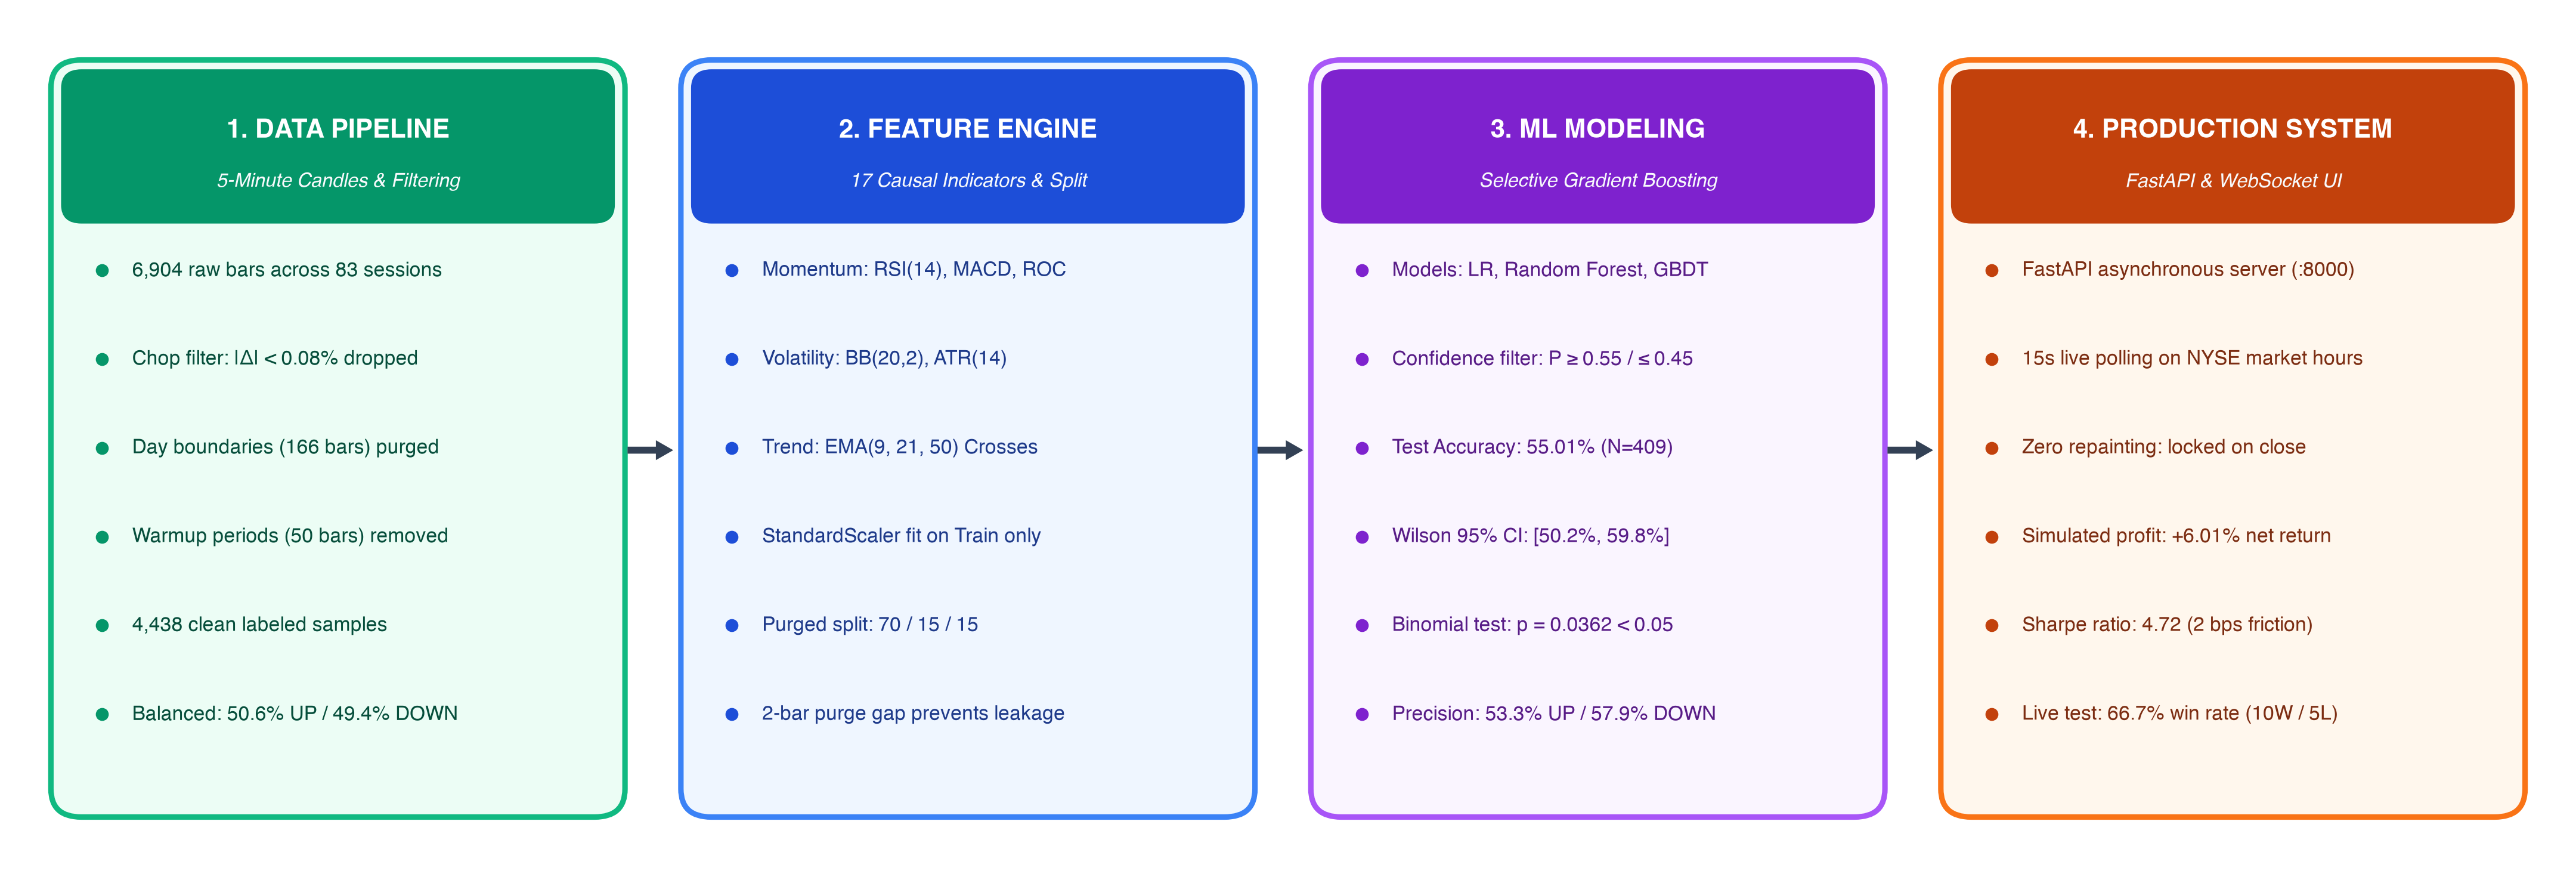 1. DATA PIPELINE
5-Minute Candles & Filtering
6,904 raw bars across 83 sessions
Chop filter: |Δ| < 0.08% dropped
Day boundaries (166 bars) purged
Warmup periods (50 bars) removed
4,438 clean labeled samples
Balanced: 50.6% UP / 49.4% DOWN
2. FEATURE ENGINE
17 Causal Indicators & Split
Momentum: RSI(14), MACD, ROC
Volatility: BB(20,2), ATR(14)
Trend: EMA(9, 21, 50) Crosses
StandardScaler fit on Train only
Purged split: 70 / 15 / 15
2-bar purge gap prevents leakage
3. ML MODELING
Selective Gradient Boosting
Models: LR, Random Forest, GBDT
Confidence filter: P ≥ 0.55 / ≤ 0.45
Test Accuracy: 55.01% (N=409)
Wilson 95% CI: [50.2%, 59.8%]
Binomial test: p = 0.0362 < 0.05
Precision: 53.3% UP / 57.9% DOWN
4. PRODUCTION SYSTEM
FastAPI & WebSocket UI
FastAPI asynchronous server (:8000)
15s live polling on NYSE market hours
Zero repainting: locked on close
Simulated profit: +6.01% net return
Sharpe ratio: 4.72 (2 bps friction)
Live test: 66.7% win rate (10W / 5L)